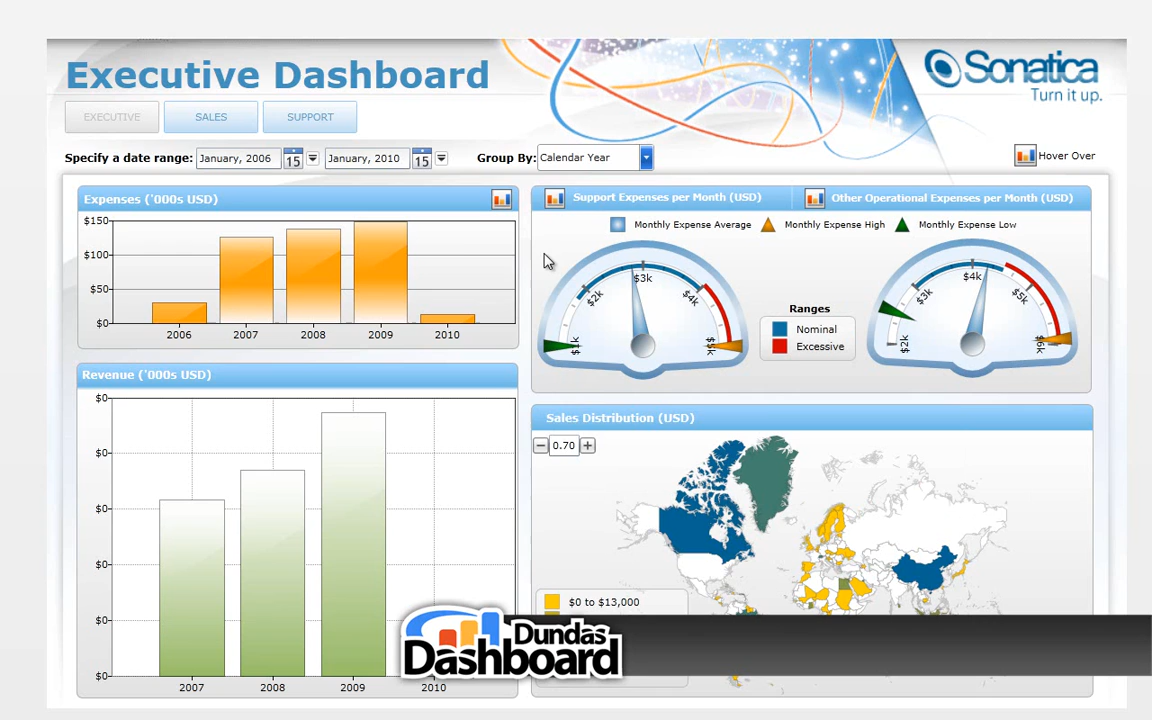 Executive Dashboard
Sonatica
Turn it up.
EXECUTIVE SALES SUPPORT
Specify a date range: January, 2006 15 January, 2010 15 Group By: Calendar Year
Hover Over
Expenses ('000s USD)
$150
$100
$50
$0
2006 2007 2008 2009 2010
Support Expenses per Month (USD)
Other Operational Expenses per Month (USD)
Monthly Expense Average Monthly Expense High Monthly Expense Low
$1k $2k $3k $4k $5k
Ranges
Nominal
Excessive
$2k $3k $4k $5k $6k
Revenue ('000s USD)
$0
$0
$0
$0
$0
$0
2007 2008 2009 2010
Sales Distribution (USD)
0.70
$0 to $13,000
Dundas
Dashboard